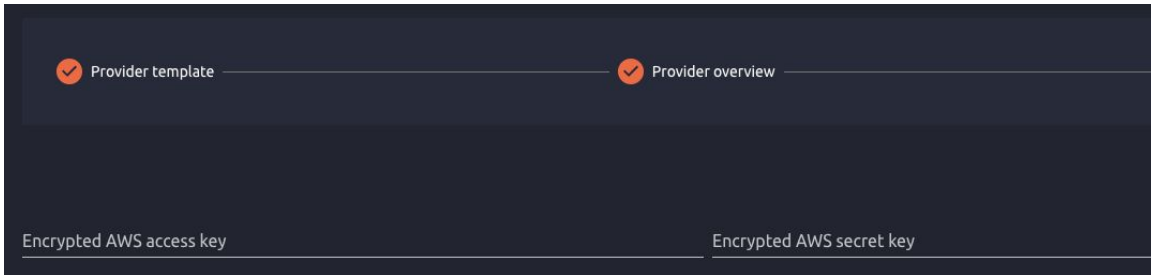 Provider template
Provider overview
Encrypted AWS access key
Encrypted AWS secret key